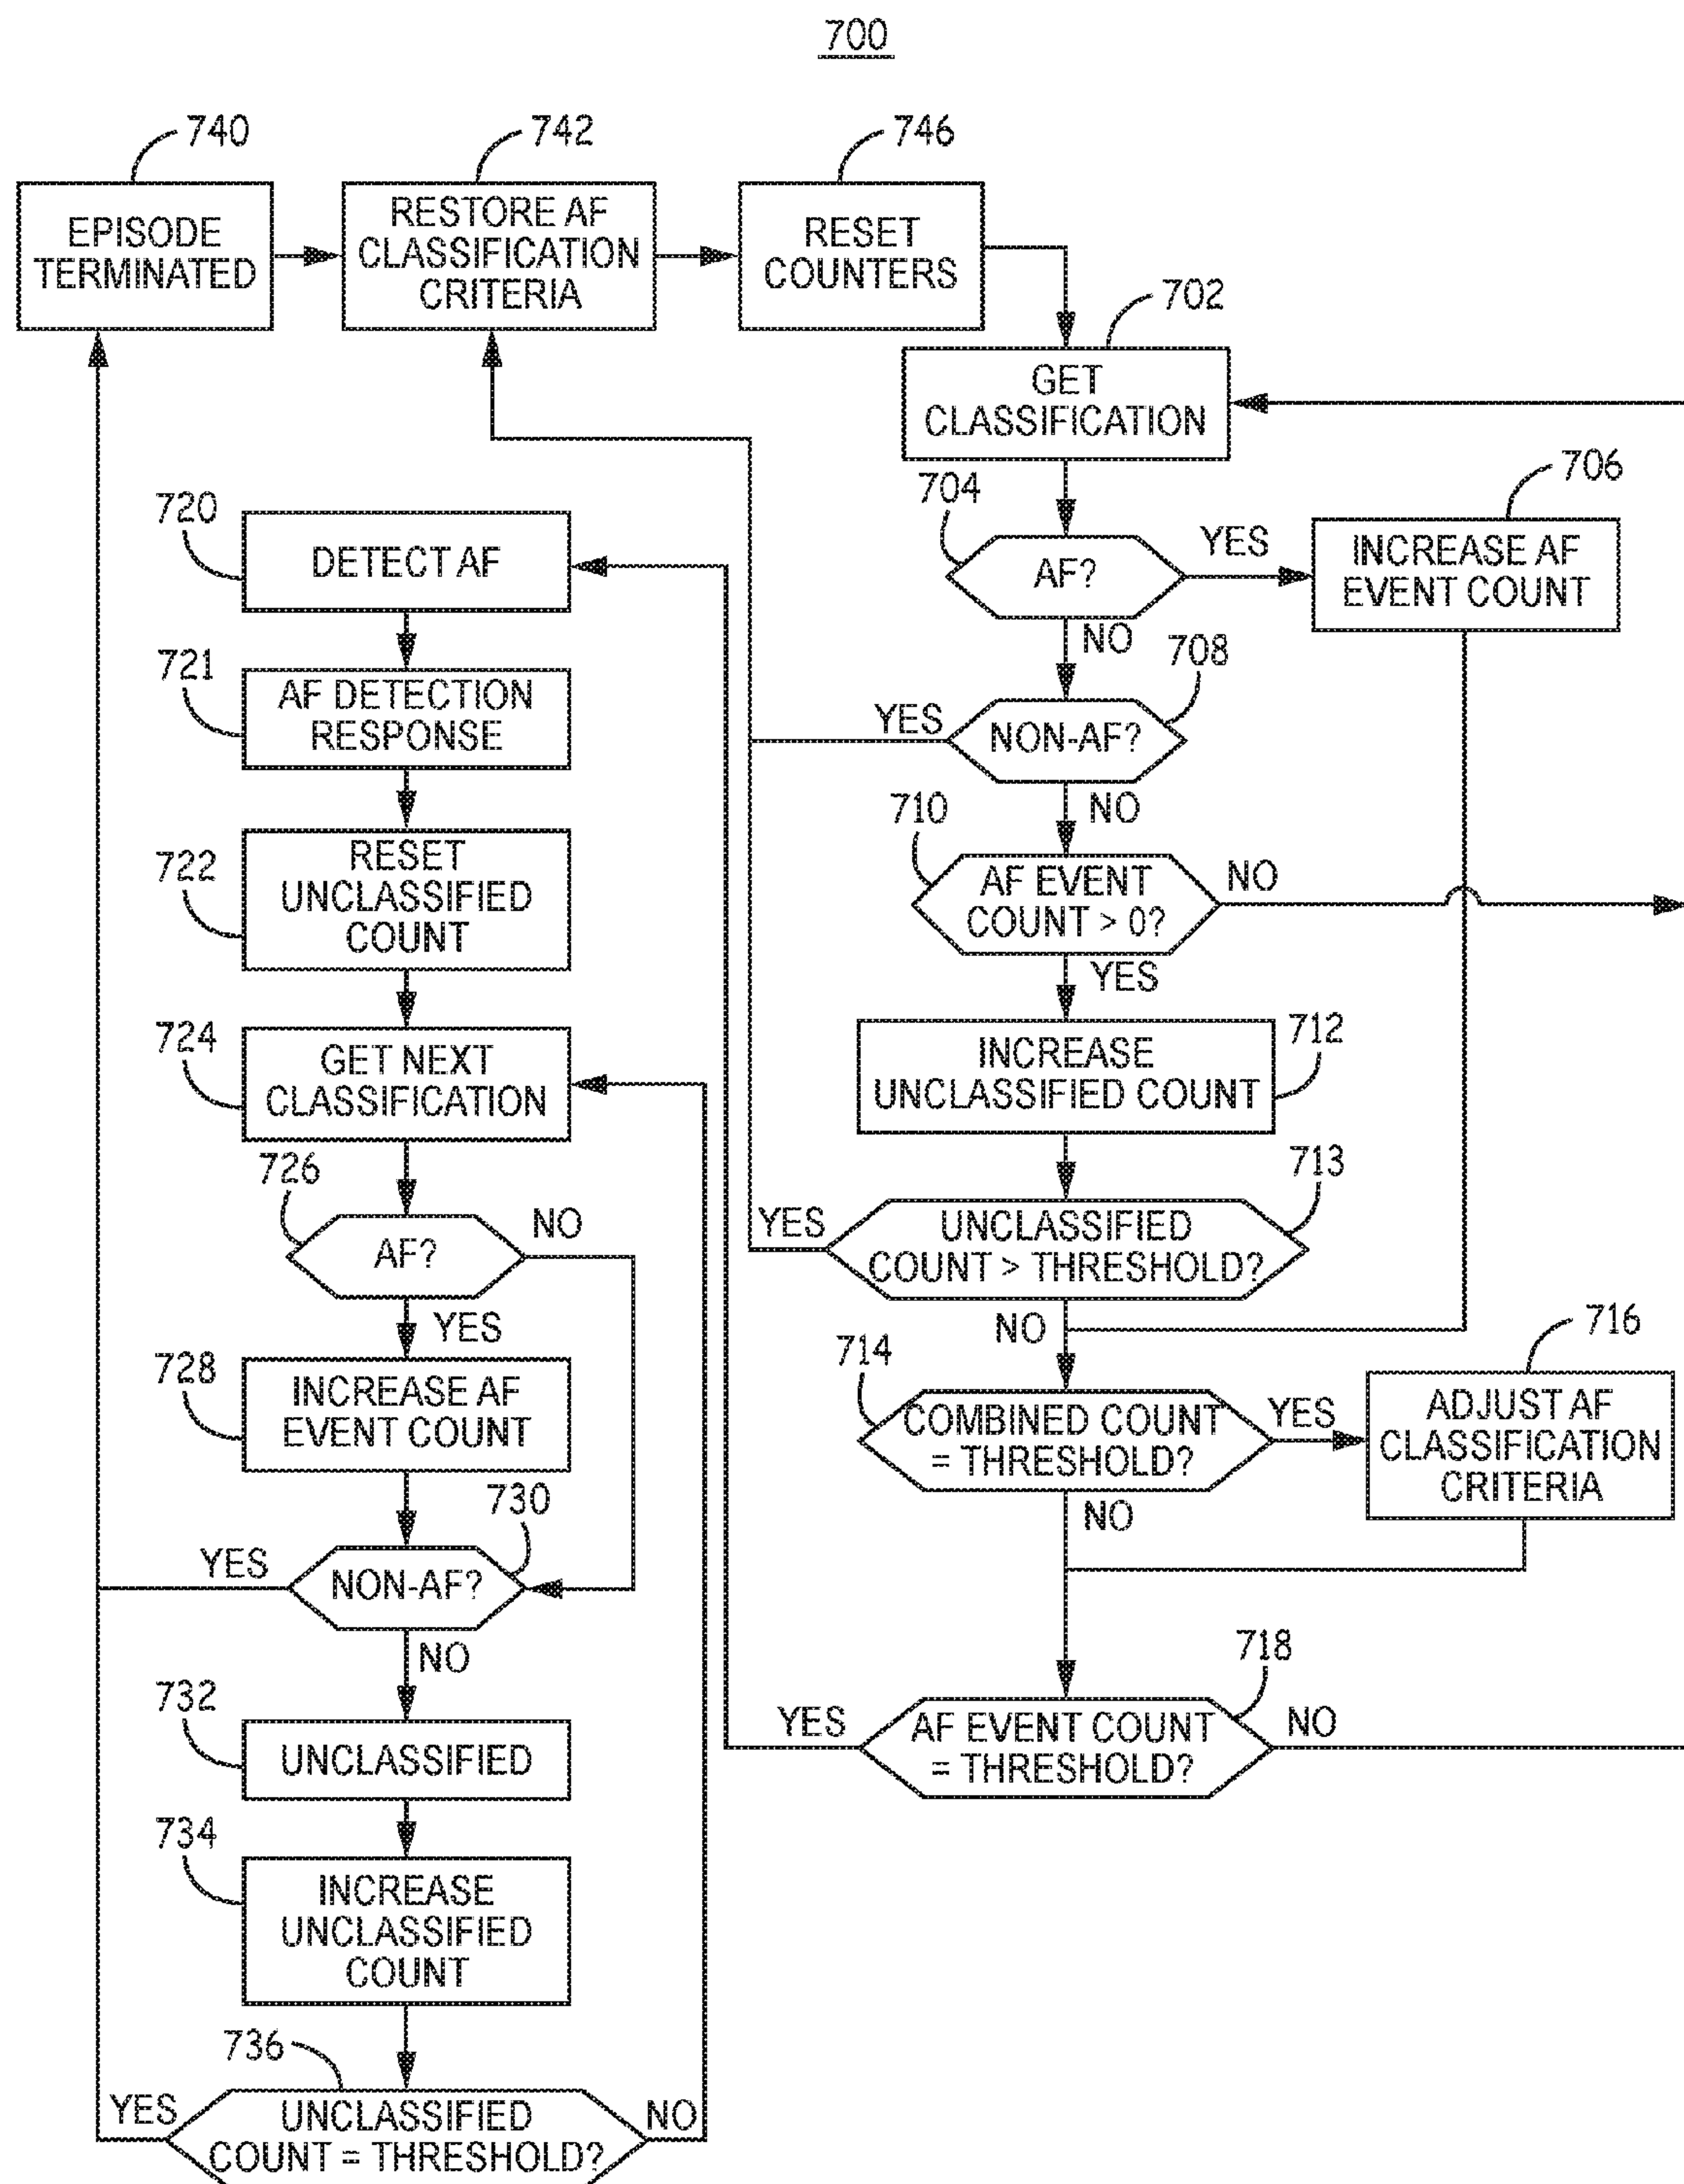 700
740
742
746
EPISODE
TERMINATED
RESTORE AF
CLASSIFICATION
CRITERIA
RESET
COUNTERS
702
GET
CLASSIFICATION
704
AF?
YES
NO
706
INCREASE AF
EVENT COUNT
708
NON-AF?
YES
NO
710
AF EVENT
COUNT > 0?
NO
YES
712
INCREASE
UNCLASSIFIED COUNT
713
UNCLASSIFIED
COUNT > THRESHOLD?
YES
NO
714
COMBINED COUNT
= THRESHOLD?
YES
NO
716
ADJUST AF
CLASSIFICATION
CRITERIA
718
AF EVENT COUNT
= THRESHOLD?
YES
NO
720
DETECT AF
721
AF DETECTION
RESPONSE
722
RESET
UNCLASSIFIED
COUNT
724
GET NEXT
CLASSIFICATION
726
AF?
NO
YES
728
INCREASE AF
EVENT COUNT
730
NON-AF?
YES
NO
732
UNCLASSIFIED
734
INCREASE
UNCLASSIFIED
COUNT
736
UNCLASSIFIED
COUNT = THRESHOLD?
YES
NO